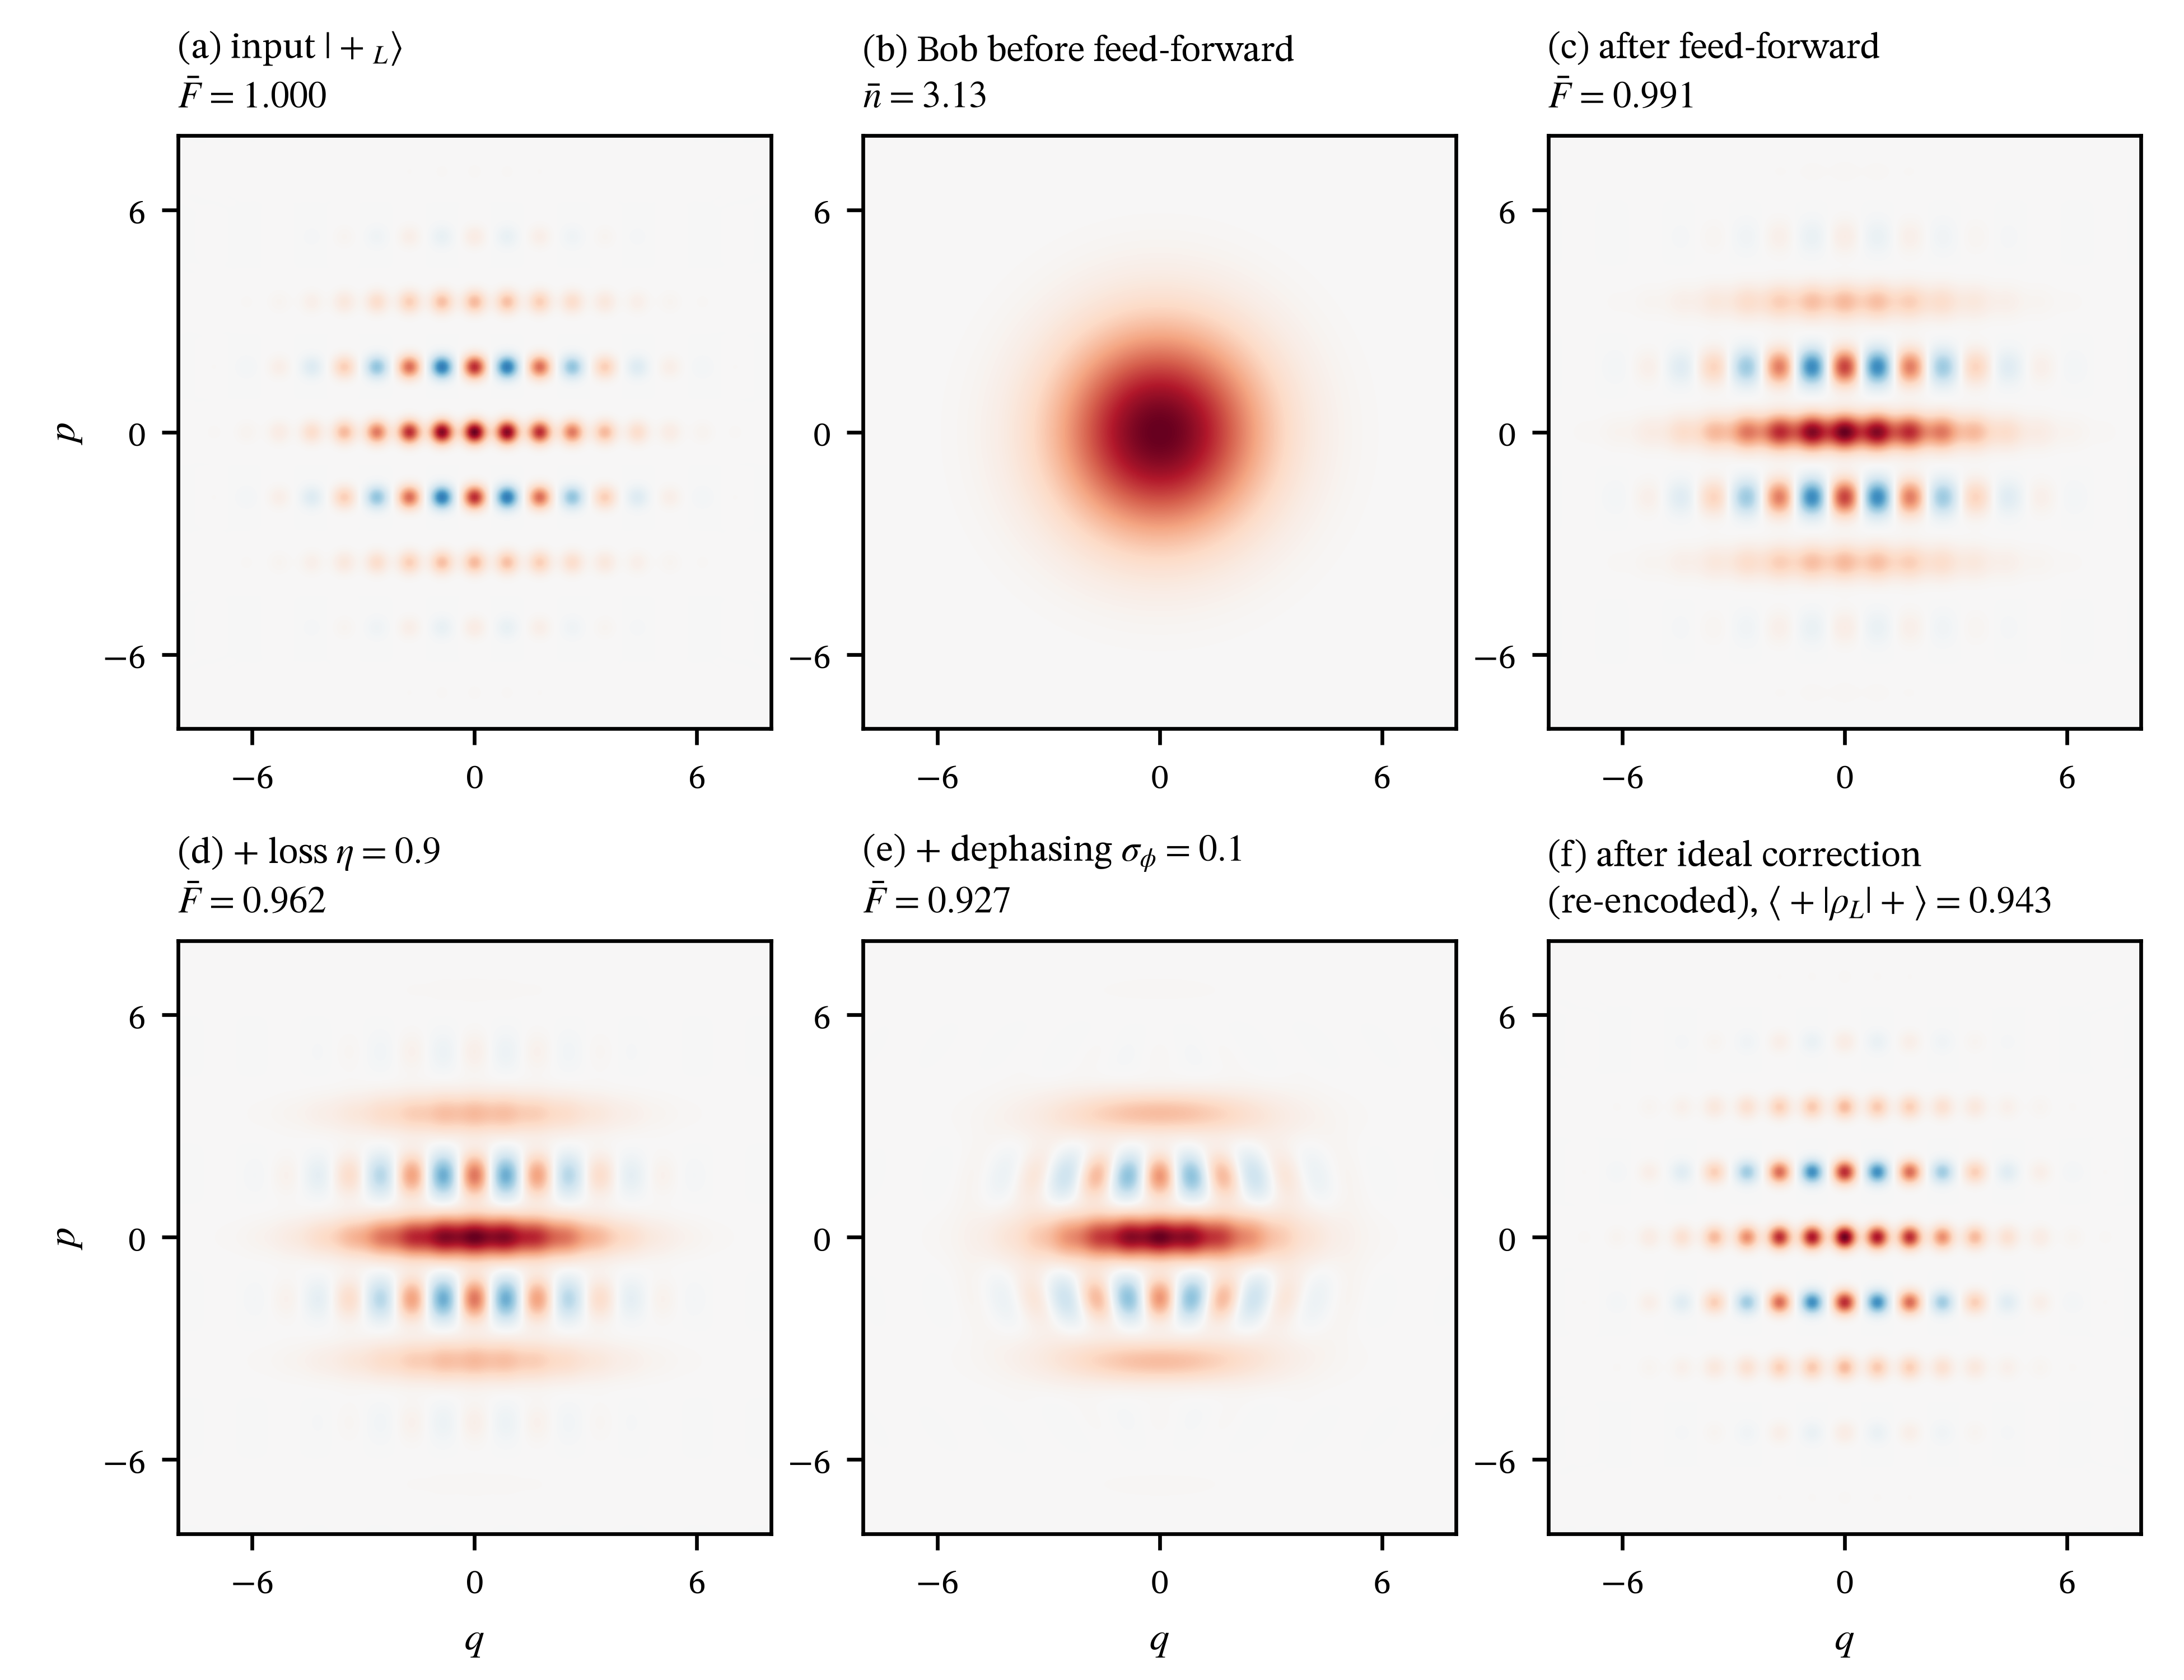 (a) input |+_L⟩
F̄ = 1.000
(b) Bob before feed-forward
n̄ = 3.13
(c) after feed-forward
F̄ = 0.991
p
6
0
−6
−6 0 6
6
0
−6
−6 0 6
6
0
−6
−6 0 6
(d) + loss η = 0.9
F̄ = 0.962
(e) + dephasing σ_ϕ = 0.1
F̄ = 0.927
(f) after ideal correction
(re-encoded), ⟨+|ρ_L|+⟩ = 0.943
p
6
0
−6
−6 0 6
q
6
0
−6
−6 0 6
q
6
0
−6
−6 0 6
q